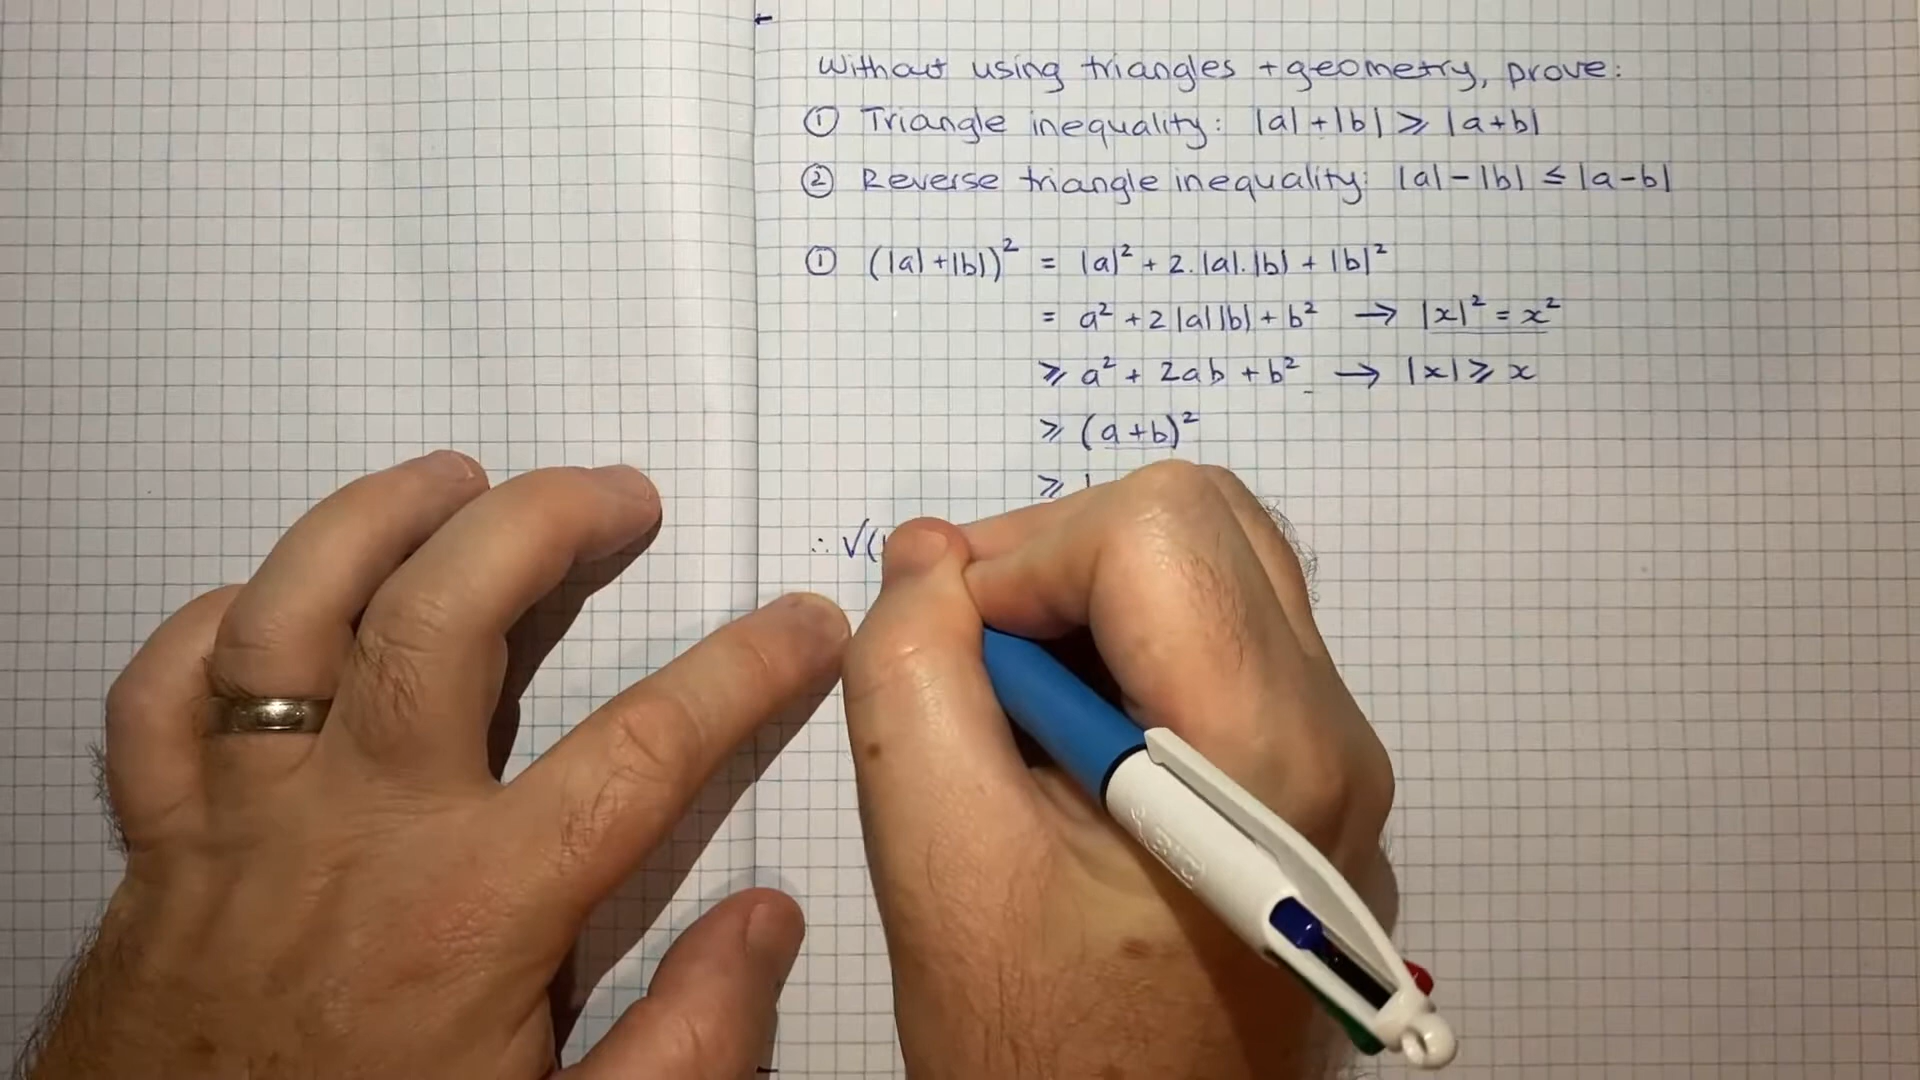 Without using triangles + geometry, prove:
① Triangle inequality: |a| + |b| ⩾ |a+b|
② Reverse triangle inequality: |a| - |b| ≤ |a-b|
① (|a| + |b|)² = |a|² + 2.|a|.|b| + |b|²
= a² + 2|a||b| + b² → |x|² = x²
⩾ a² + 2ab + b² → |x| ⩾ x
⩾ (a+b)²
⩾ |
∴ √(|